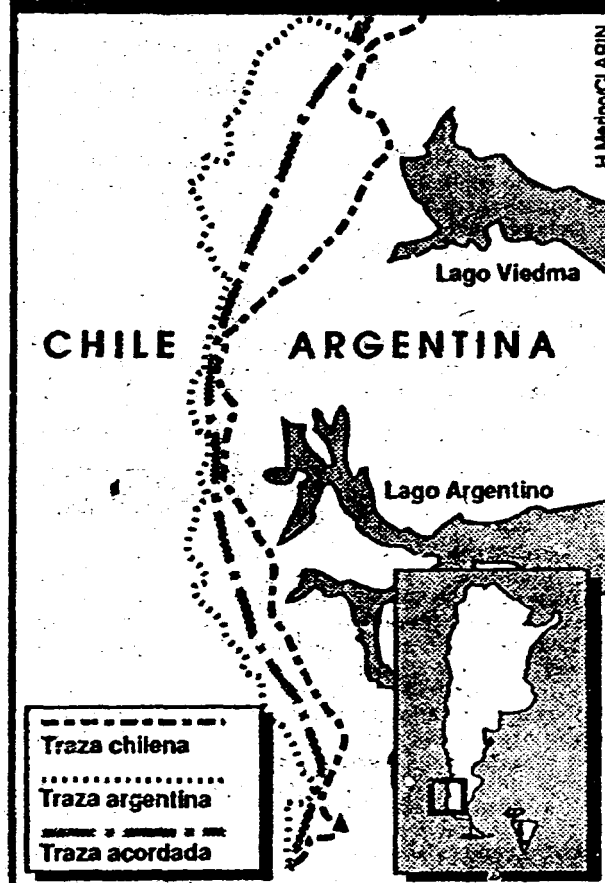 H.Merino/CLARIN
Lago Viedma
CHILE
ARGENTINA
Lago Argentino
Traza chilena
Traza argentina
Traza acordada